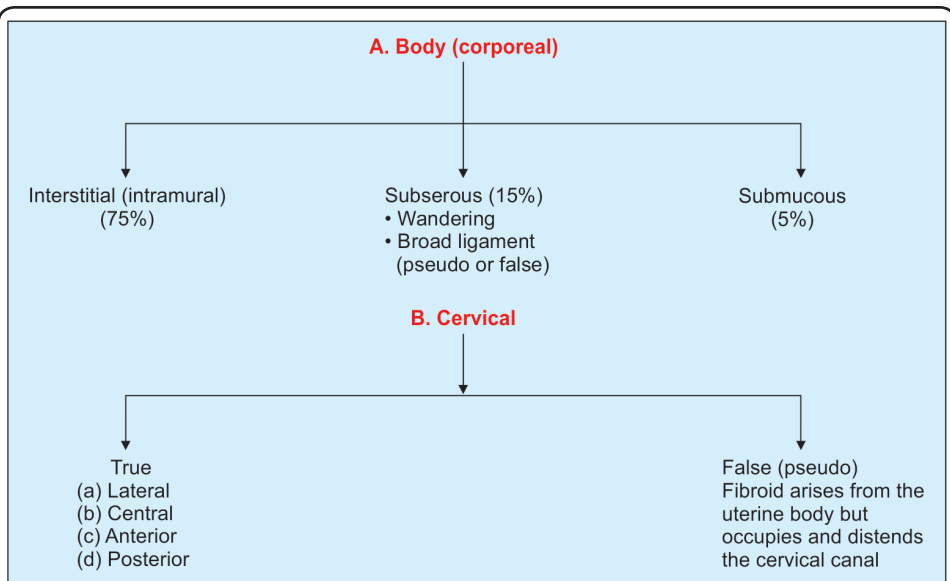 A. Body (corporeal)
Interstitial (intramural)
(75%)
Subserous (15%)
• Wandering
• Broad ligament
(pseudo or false)
Submucous
(5%)
B. Cervical
True
(a) Lateral
(b) Central
(c) Anterior
(d) Posterior
False (pseudo)
Fibroid arises from the
uterine body but
occupies and distends
the cervical canal